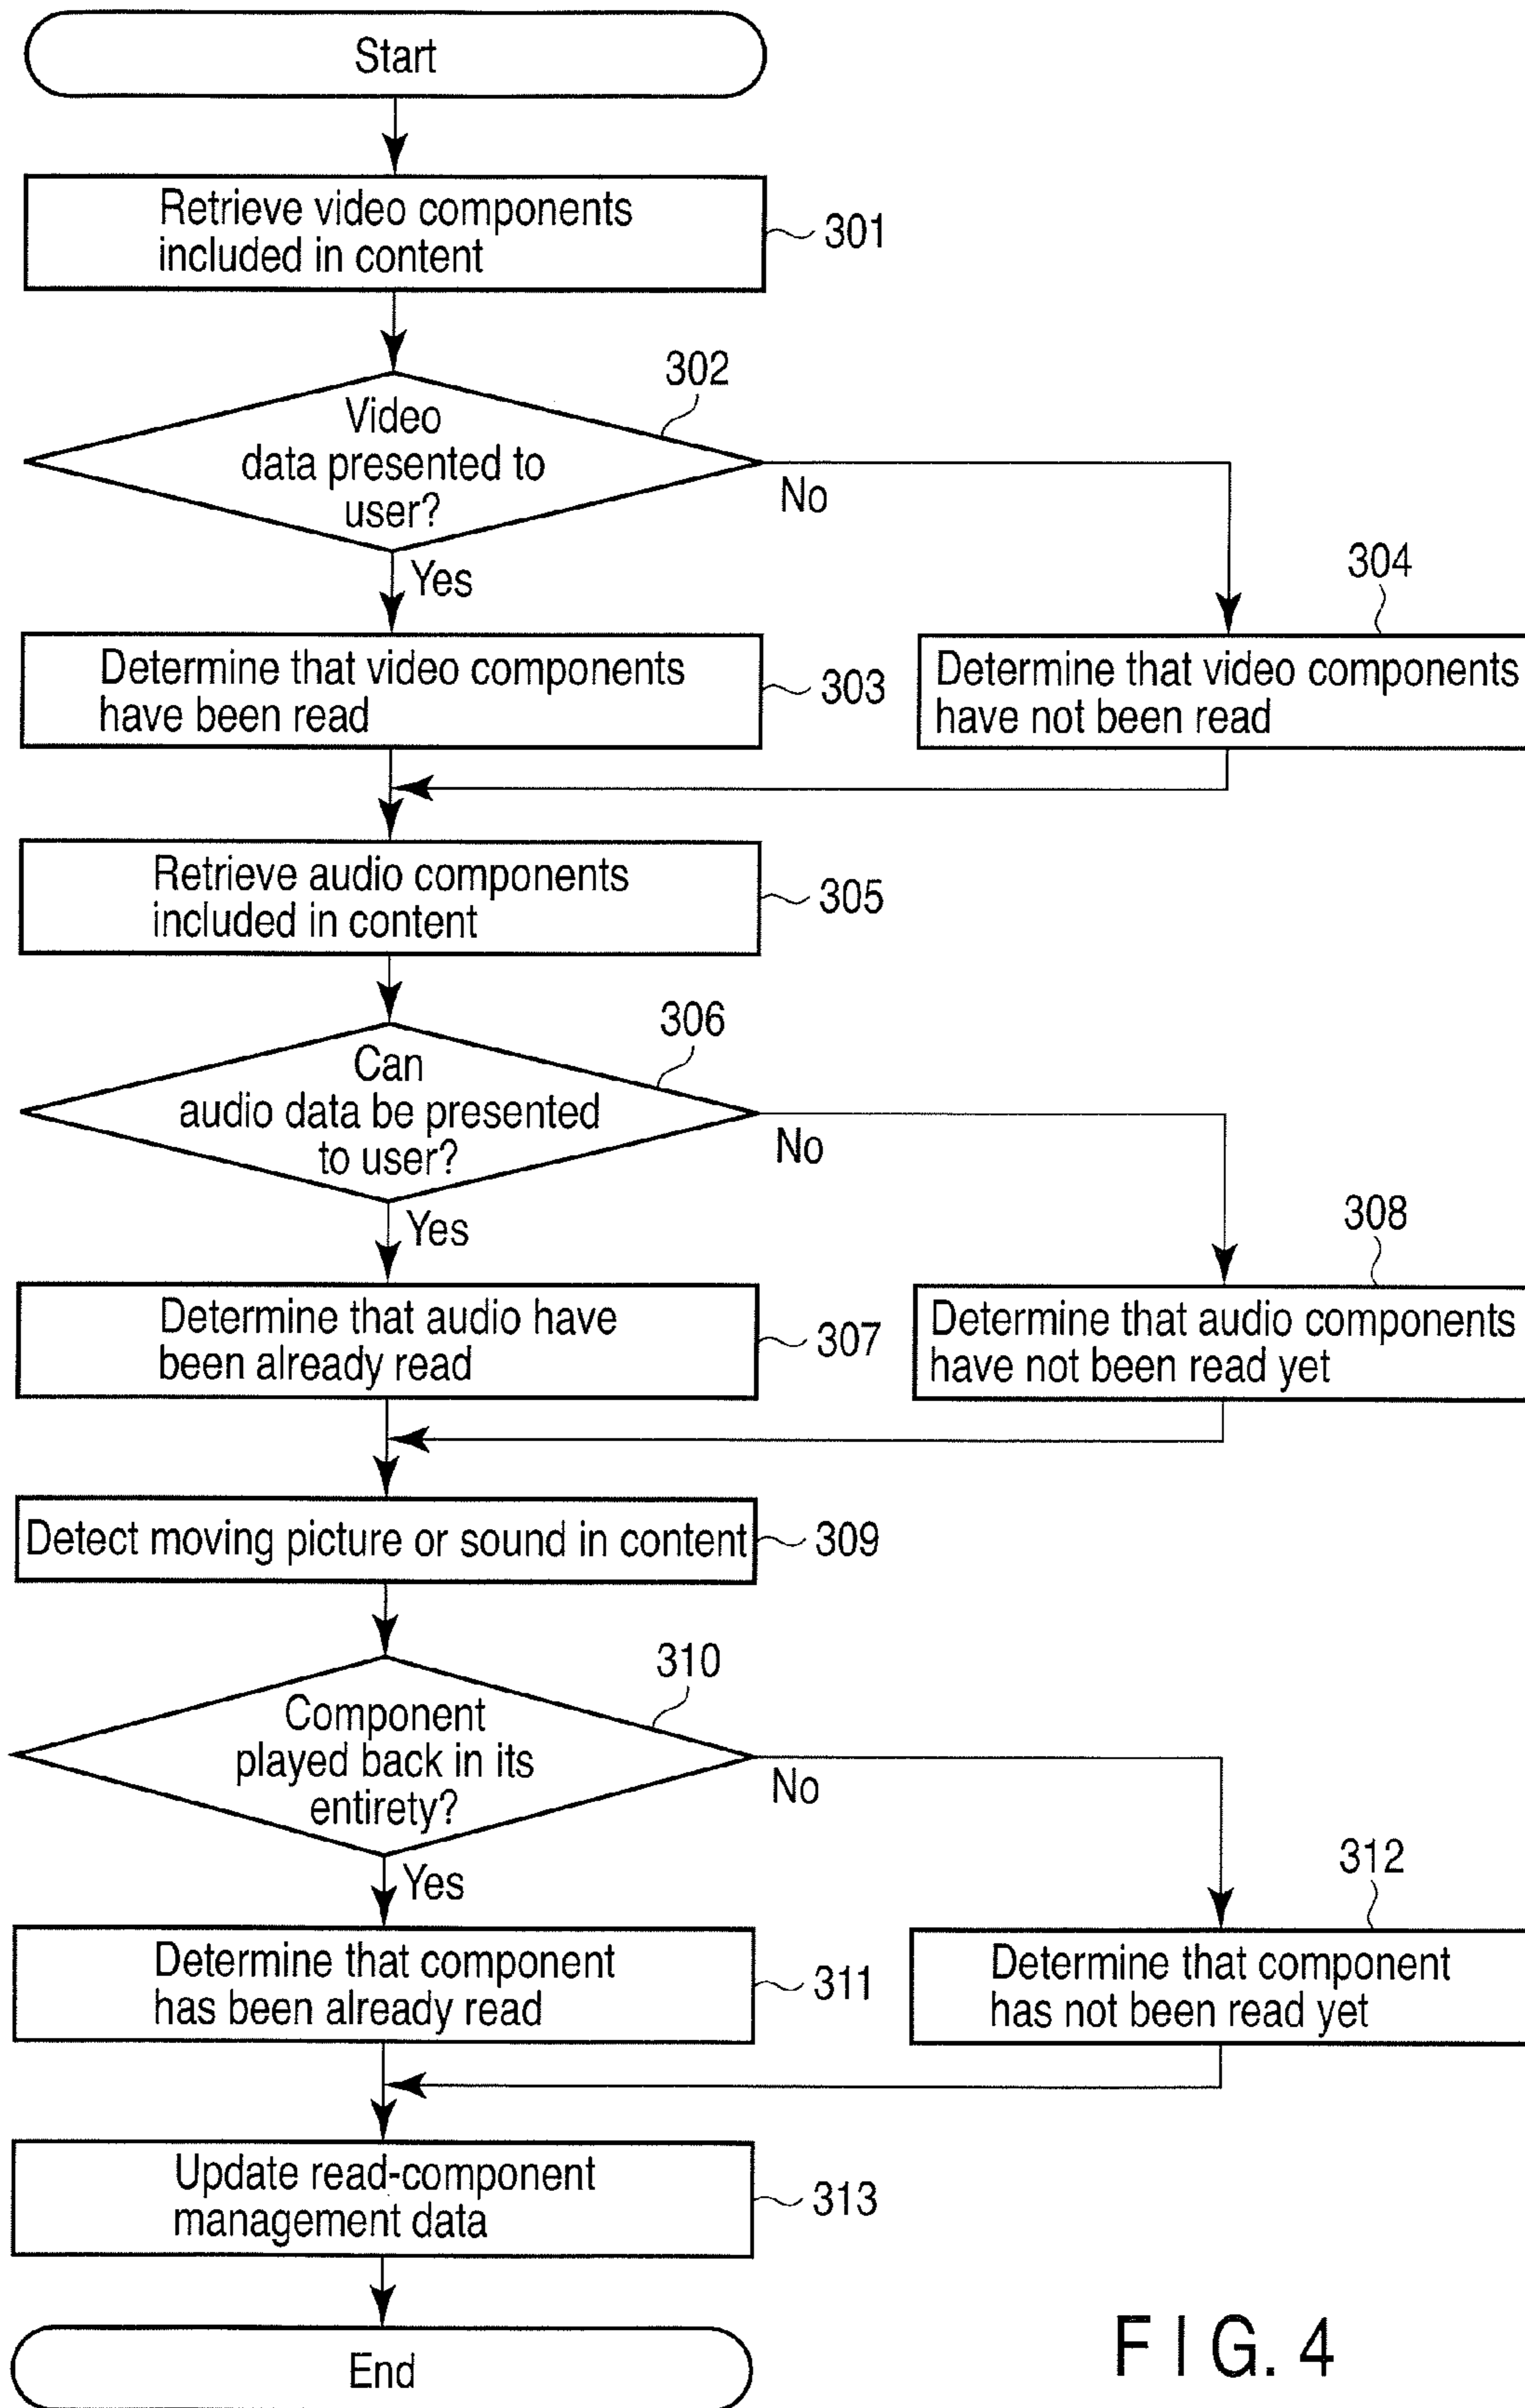 Start
Retrieve video components
included in content
301
302
Video
data presented to
user?
No
Yes
304
Determine that video components
have been read
303
Determine that video components
have not been read
Retrieve audio components
included in content
305
306
Can
audio data be presented
to user?
No
Yes
308
Determine that audio have
been already read
307
Determine that audio components
have not been read yet
Detect moving picture or sound in content
309
310
Component
played back in its
entirety?
No
Yes
312
Determine that component
has been already read
311
Determine that component
has not been read yet
Update read-component
management data
313
End
FIG. 4